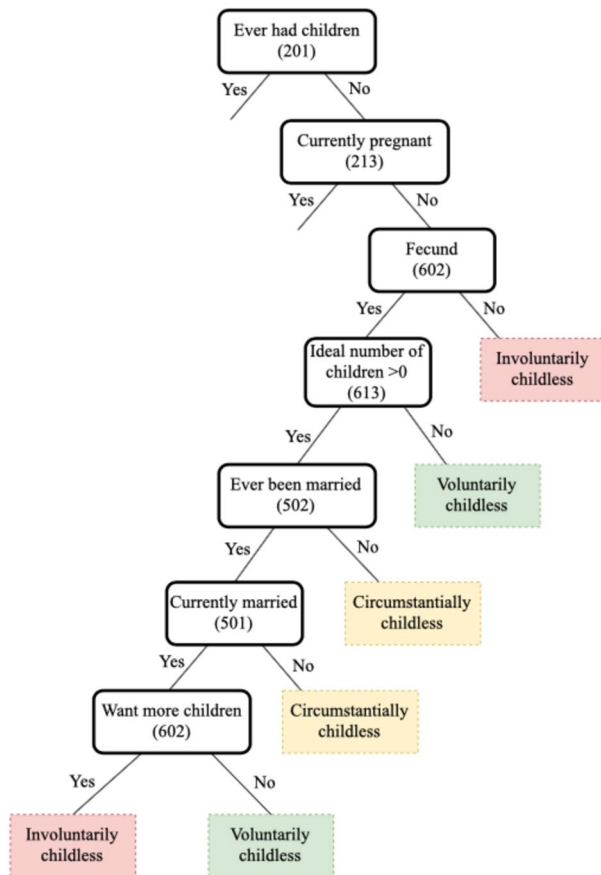 Ever had children
(201)
Yes
No
Currently pregnant
(213)
Yes
No
Fecund
(602)
Yes
No
Ideal number of
children >0
(613)
Involuntarily
childless
Yes
No
Ever been married
(502)
Voluntarily
childless
Yes
No
Currently married
(501)
Circumstantially
childless
Yes
No
Want more children
(602)
Circumstantially
childless
Yes
No
Involuntarily
childless
Voluntarily
childless